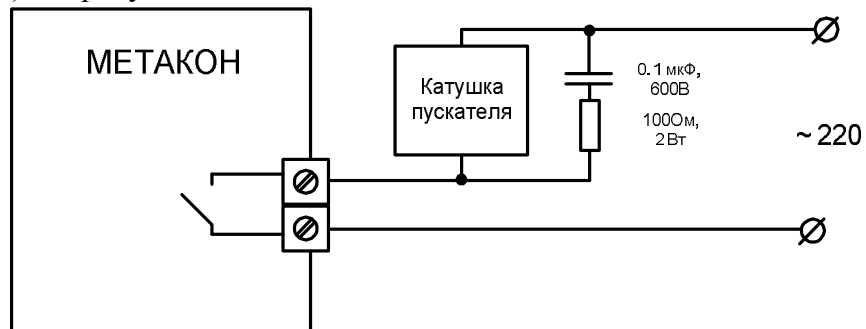 МЕТАКОН
Катушка
пускателя
0.1 мкФ,
600В
100Ом,
2Вт
~ 220